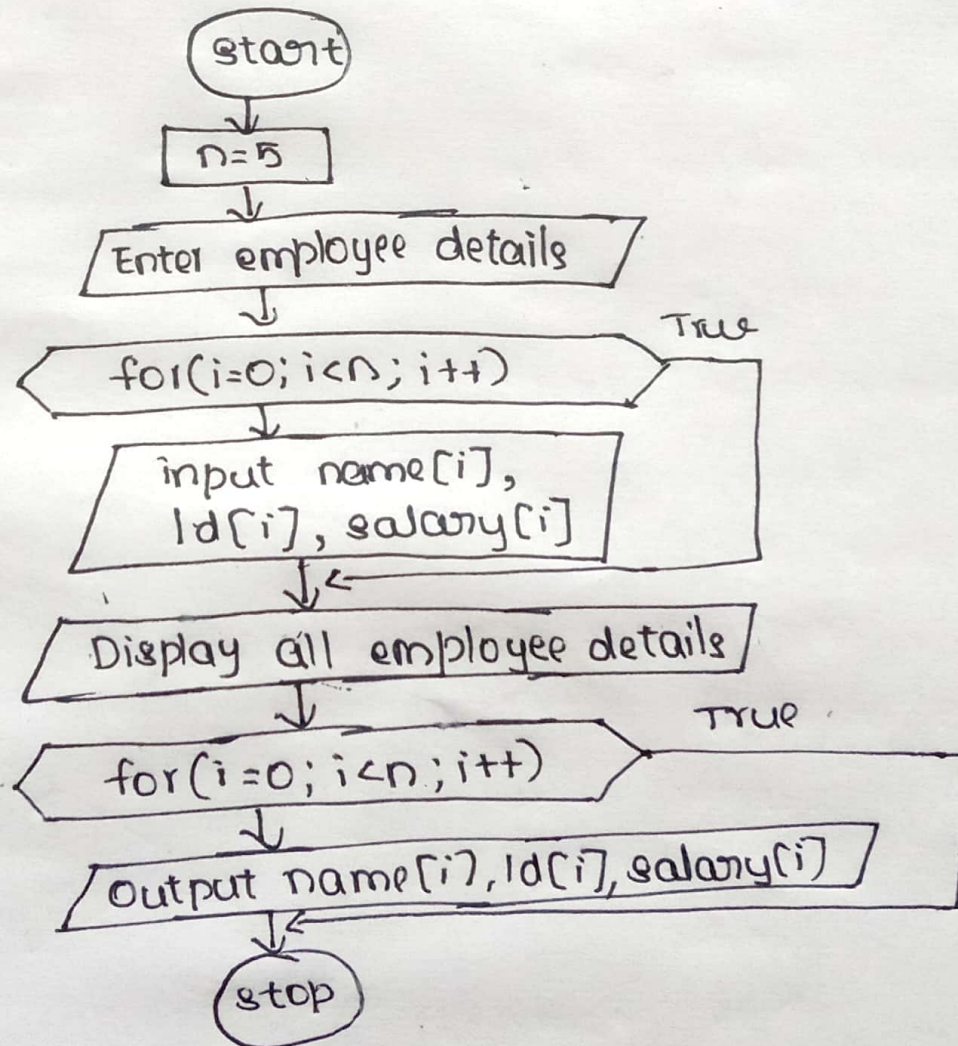 start
n=5
Enter employee details
for(i=0; i<n; i++)
True
input name[i],
Id[i], salary[i]
Display all employee details
for(i=0; i<n; i++)
True
output name[i], Id[i], salary[i]
stop